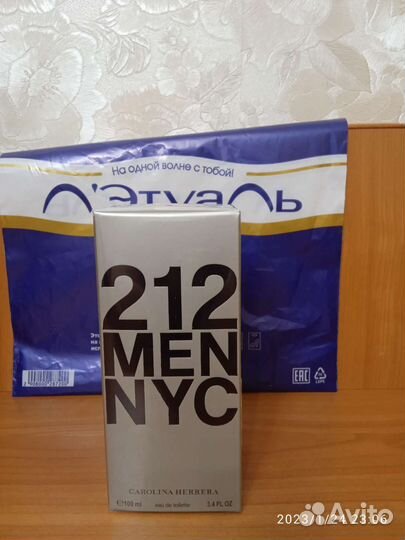 На одной волне с тобой!
Л'Этуаль
212
MEN
NYC
CAROLINA HERRERA
℮ 100 ml eau de toilette 3.4 FL OZ
EAC
2023/1/24 23:06
Avito